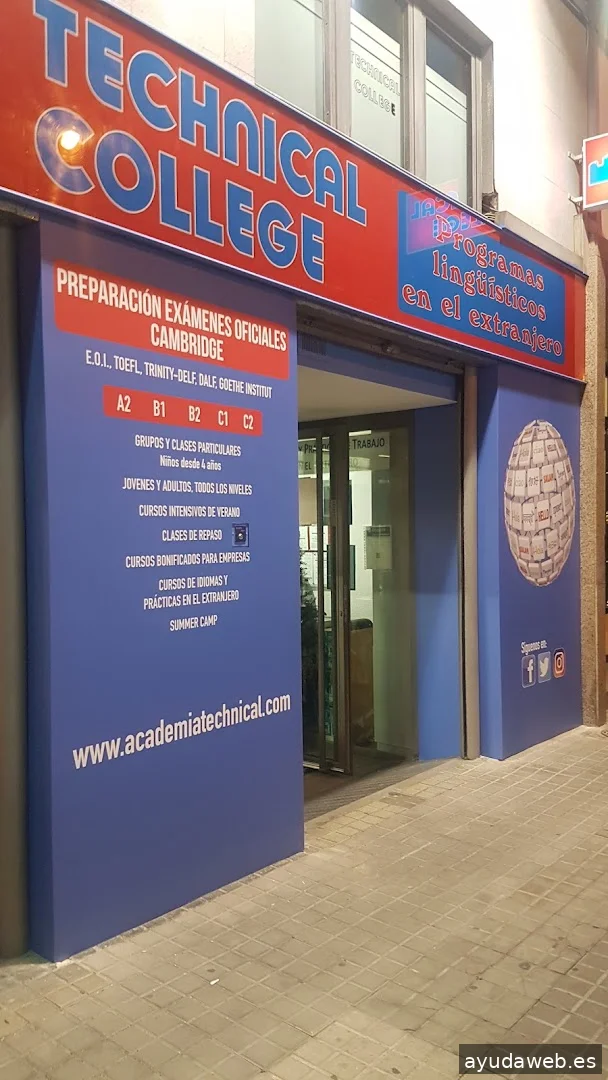 TECHNICAL
COLLEGE
TECHNICAL
COLLEGE
Programas
lingüísticos
en el extranjero
PREPARACIÓN EXÁMENES OFICIALES
CAMBRIDGE
E.O.I., TOEFL, TRINITY-DELF, DALF, GOETHE INSTITUT
A2 B1 B2 C1 C2
GRUPOS Y CLASES PARTICULARES
Niños desde 4 años
JOVENES Y ADULTOS, TODOS LOS NIVELES
CURSOS INTENSIVOS DE VERANO
CLASES DE REPASO
CURSOS BONIFICADOS PARA EMPRESAS
CURSOS DE IDIOMAS Y
PRÁCTICAS EN EL EXTRANJERO
SUMMER CAMP
www.academiatechnical.com
TRABAJO
HELLO
Síguenos en:
ayudaweb.es